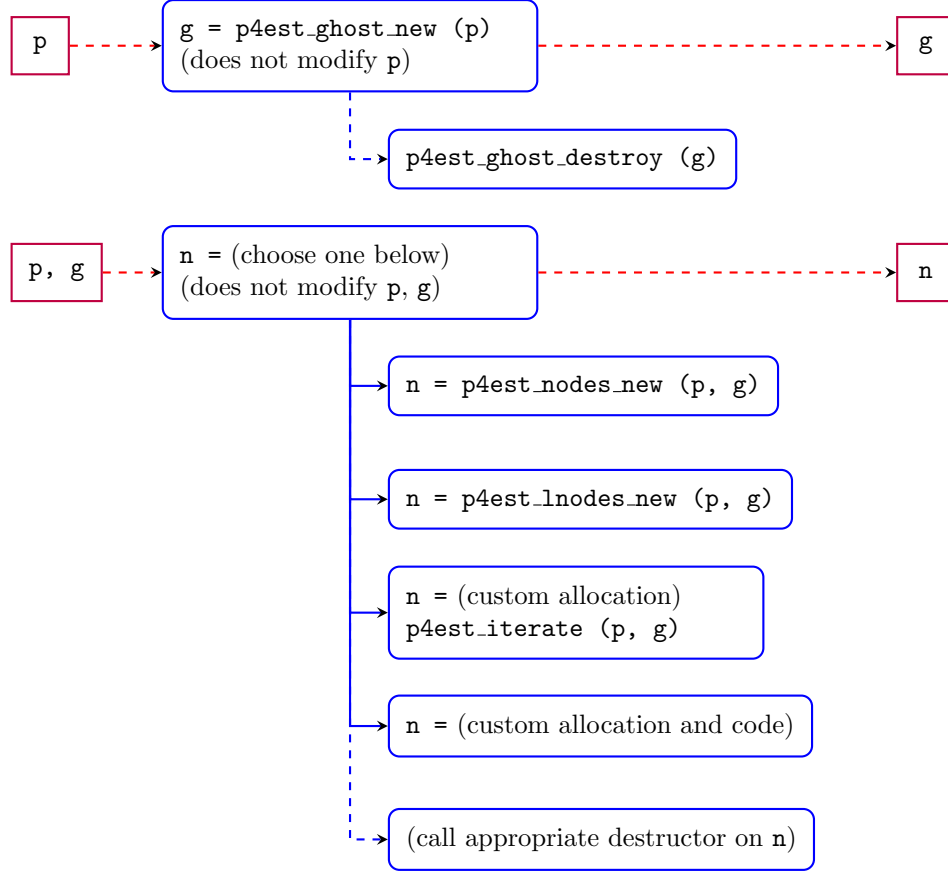 p
g = p4est_ghost_new (p)
(does not modify p)
g
p4est_ghost_destroy (g)
p, g
n = (choose one below)
(does not modify p, g)
n
n = p4est_nodes_new (p, g)
n = p4est_lnodes_new (p, g)
n = (custom allocation)
p4est_iterate (p, g)
n = (custom allocation and code)
(call appropriate destructor on n)